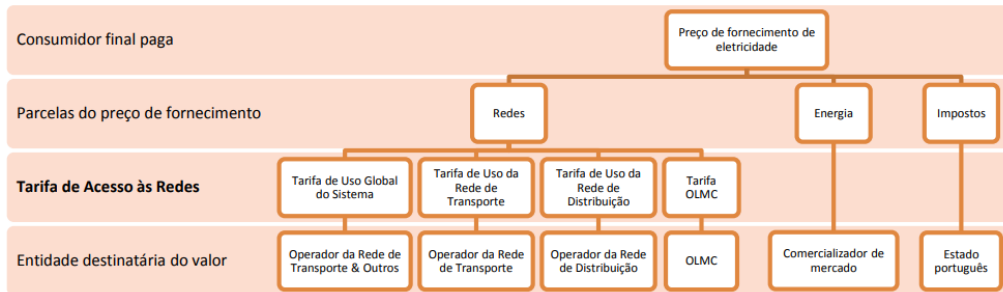 Consumidor final paga
Preço de fornecimento de
eletricidade
Parcelas do preço de fornecimento
Redes
Energia
Impostos
Tarifa de Acesso às Redes
Tarifa de Uso Global
do Sistema
Tarifa de Uso da
Rede de
Transporte
Tarifa de Uso da
Rede de
Distribuição
Tarifa
OLMC
Entidade destinatária do valor
Operador da Rede de
Transporte & Outros
Operador da Rede
de Transporte
Operador da Rede
de Distribuição
OLMC
Comercializador de
mercado
Estado
português